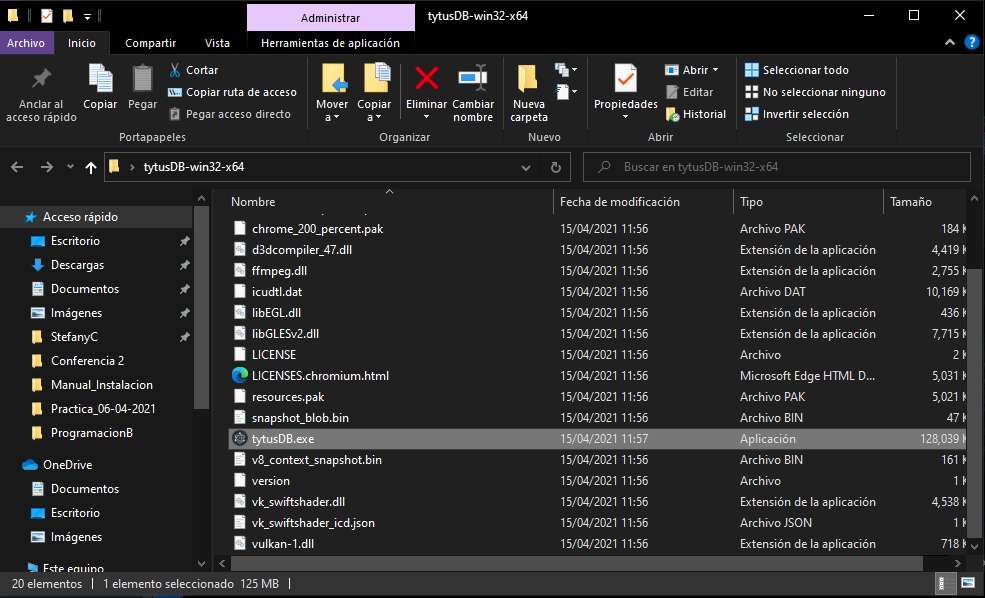 Administrar
tytusDB-win32-x64
Archivo
Inicio
Compartir
Vista
Herramientas de aplicación
Anclar al
acceso rápido
Copiar
Pegar
Cortar
Copiar ruta de acceso
Pegar acceso directo
Portapapeles
Mover
a
Copiar
a
Eliminar
Cambiar
nombre
Organizar
Nueva
carpeta
Nuevo
Propiedades
Abrir
Editar
Historial
Abrir
Seleccionar todo
No seleccionar ninguno
Invertir selección
Seleccionar
tytusDB-win32-x64
Buscar en tytusDB-win32-x64
Acceso rápido
Escritorio
Descargas
Documentos
Imágenes
StefanyC
Conferencia 2
Manual_Instalacion
Practica_06-04-2021
ProgramacionB
OneDrive
Documentos
Escritorio
Imágenes
Este equipo
Nombre Fecha de modificación Tipo Tamaño
chrome_200_percent.pak 15/04/2021 11:56 Archivo PAK 184 K
d3dcompiler_47.dll 15/04/2021 11:56 Extensión de la aplicación 4,419 K
ffmpeg.dll 15/04/2021 11:56 Extensión de la aplicación 2,755 K
icudtl.dat 15/04/2021 11:56 Archivo DAT 10,169 K
libEGL.dll 15/04/2021 11:56 Extensión de la aplicación 436 K
libGLESv2.dll 15/04/2021 11:56 Extensión de la aplicación 7,715 K
LICENSE 15/04/2021 11:56 Archivo 2 K
LICENSES.chromium.html 15/04/2021 11:56 Microsoft Edge HTML D... 5,031 K
resources.pak 15/04/2021 11:56 Archivo PAK 5,021 K
snapshot_blob.bin 15/04/2021 11:56 Archivo BIN 47 K
tytusDB.exe 15/04/2021 11:57 Aplicación 128,039 K
v8_context_snapshot.bin 15/04/2021 11:56 Archivo BIN 161 K
version 15/04/2021 11:56 Archivo 1 K
vk_swiftshader.dll 15/04/2021 11:56 Extensión de la aplicación 4,538 K
vk_swiftshader_icd.json 15/04/2021 11:56 Archivo JSON 1 K
vulkan-1.dll 15/04/2021 11:56 Extensión de la aplicación 718 K
20 elementos 1 elemento seleccionado 125 MB